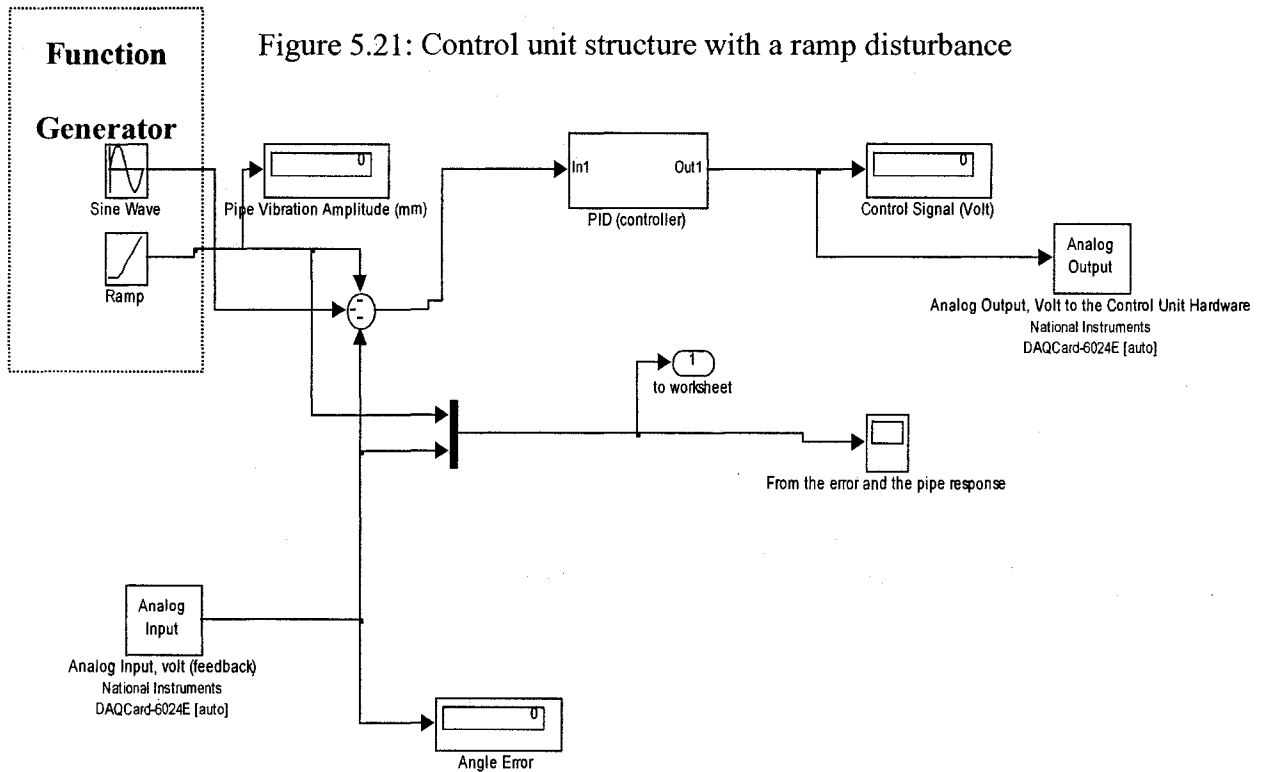 Figure 5.21: Control unit structure with a ramp disturbance
Function
Generator
Sine Wave
Ramp
0
Pipe Vibration Amplitude (mm)
In1
Out1
PID (controller)
0
Control Signal (Volt)
Analog
Output
Analog Output, Volt to the Control Unit Hardware
National Instruments
DAQCard-6024E [auto]
-
-
-
1
to worksheet
From the error and the pipe response
Analog
Input
Analog Input, volt (feedback)
National Instruments
DAQCard-6024E [auto]
0
Angle Error